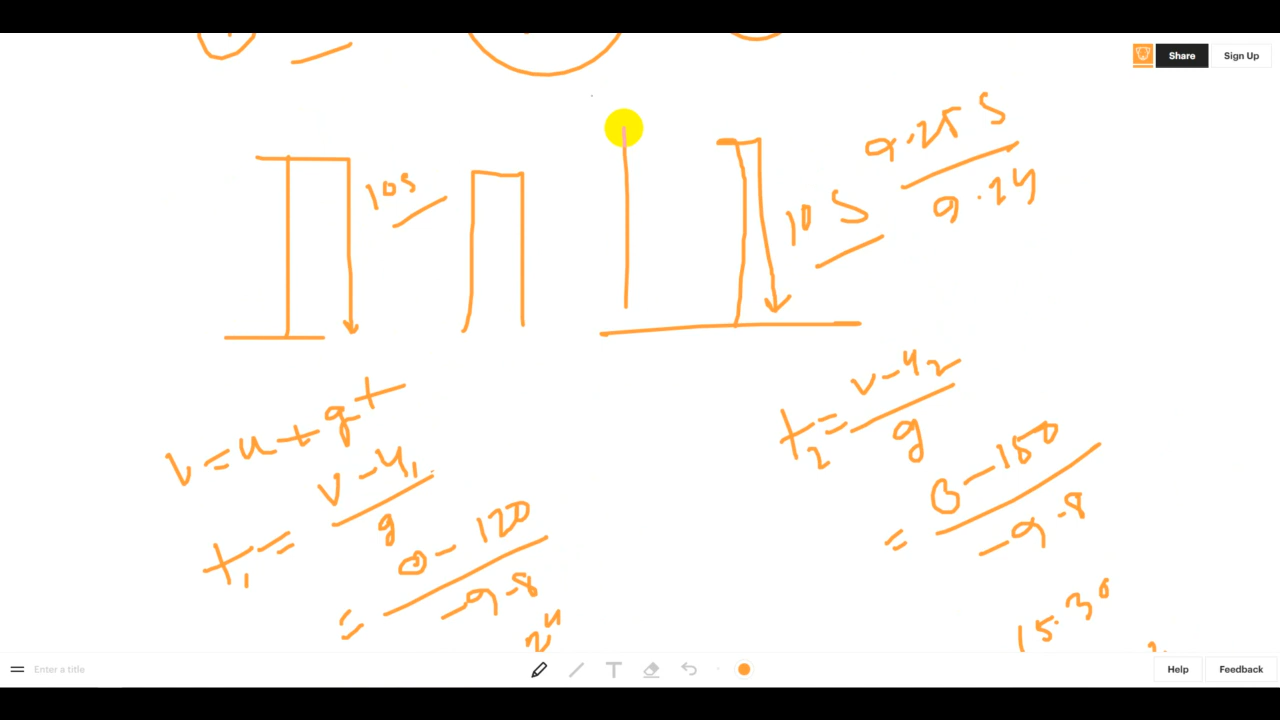 Share
Sign Up
10s
10 S
9.25 S
9.24
v=u+gt
t1= v-u1
g
= 0-120
-9.8
t2= v-u2
g
= 0-150
-9.8
15.30
Enter a title
T
Help
Feedback